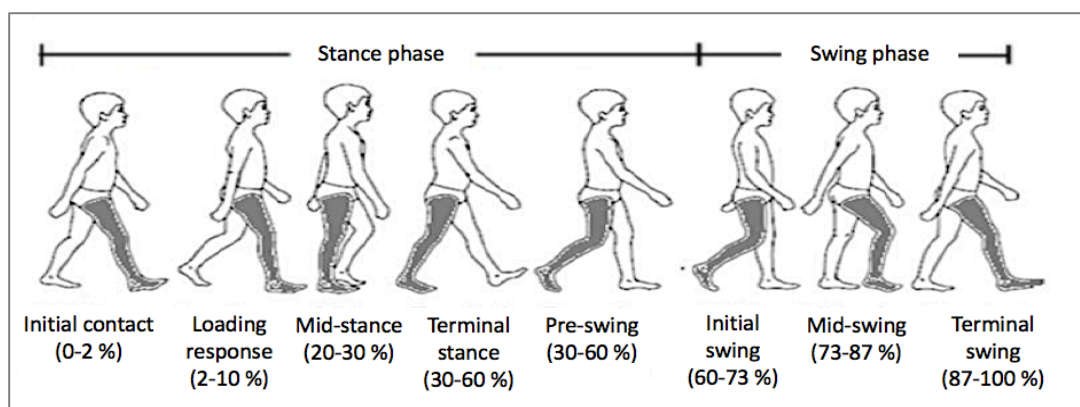 Stance phase
Swing phase
Initial contact
(0-2 %)
Loading
response
(2-10 %)
Mid-stance
(20-30 %)
Terminal
stance
(30-60 %)
Pre-swing
(30-60 %)
Initial
swing
(60-73 %)
Mid-swing
(73-87 %)
Terminal
swing
(87-100 %)